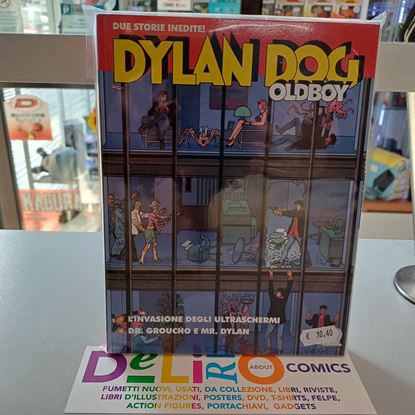 DUE STORIE INEDITE!
DYLAN DOG
OLDBOY
L'INVASIONE DEGLI ULTRASCHERMI
DR. GROUCHO E MR. DYLAN
€ 10,40
DeLiR
ABOUT
COMICS
FUMETTI NUOVI, USATI, DA COLLEZIONE, LIBRI, RIVISTE,
LIBRI D'ILLUSTRAZIONI, POSTERS, DVD, T-SHIRTS, FELPE,
ACTION FIGURES, PORTACHIAVI, GADGETS